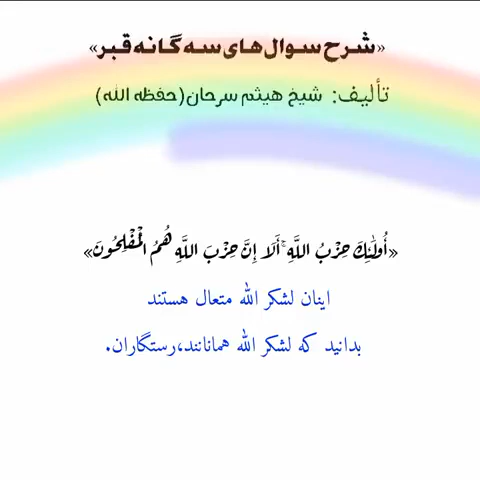 «شرح سوال های سه گانه قبر»
تألیف: شیخ هیثم سرحان(حفظه الله)
«أُولَٰئِكَ حِزْبُ اللَّهِ ۚ أَلَا إِنَّ حِزْبَ اللَّهِ هُمُ الْمُفْلِحُونَ»
اینان لشکر الله متعال هستند
بدانید که لشکر الله همانانند،رستگاران.